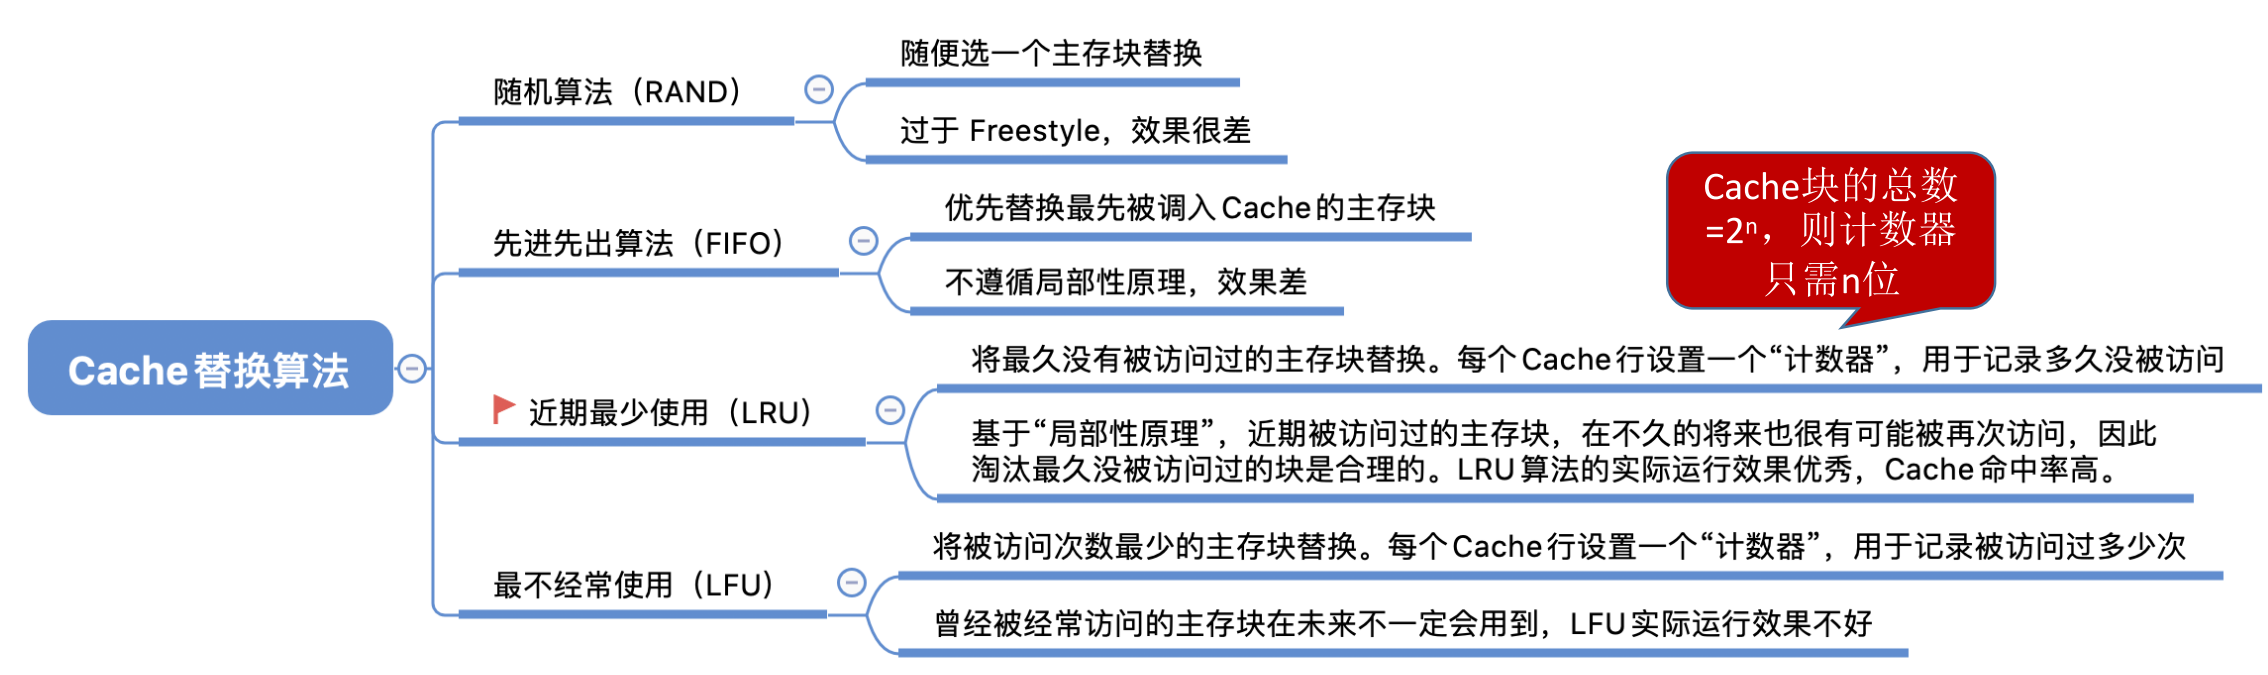 随机算法（RAND）
随便选一个主存块替换
过于 Freestyle，效果很差
先进先出算法（FIFO）
优先替换最先被调入Cache的主存块
不遵循局部性原理，效果差
Cache块的总数
=2ⁿ，则计数器
只需n位
Cache替换算法
近期最少使用（LRU）
将最久没有被访问过的主存块替换。每个Cache行设置一个“计数器”，用于记录多久没被访问
基于“局部性原理”，近期被访问过的主存块，在不久的将来也很有可能被再次访问，因此
淘汰最久没被访问过的块是合理的。LRU算法的实际运行效果优秀，Cache命中率高。
最不经常使用（LFU）
将被访问次数最少的主存块替换。每个Cache行设置一个“计数器”，用于记录被访问过多少次
曾经被经常访问的主存块在未来不一定会用到，LFU实际运行效果不好